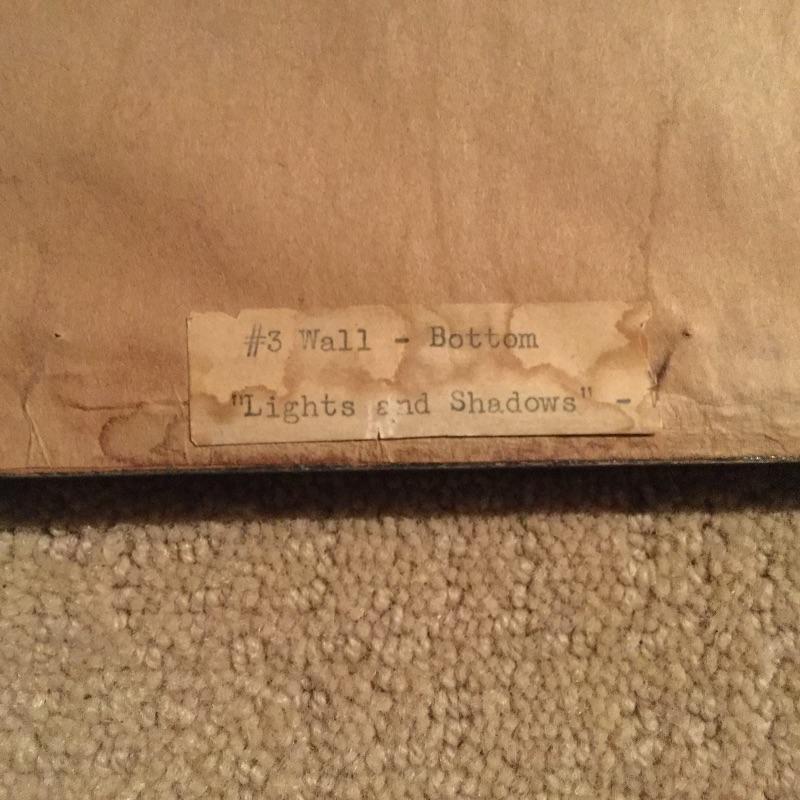 #3 Wall - Bottom
"Lights and Shadows" -